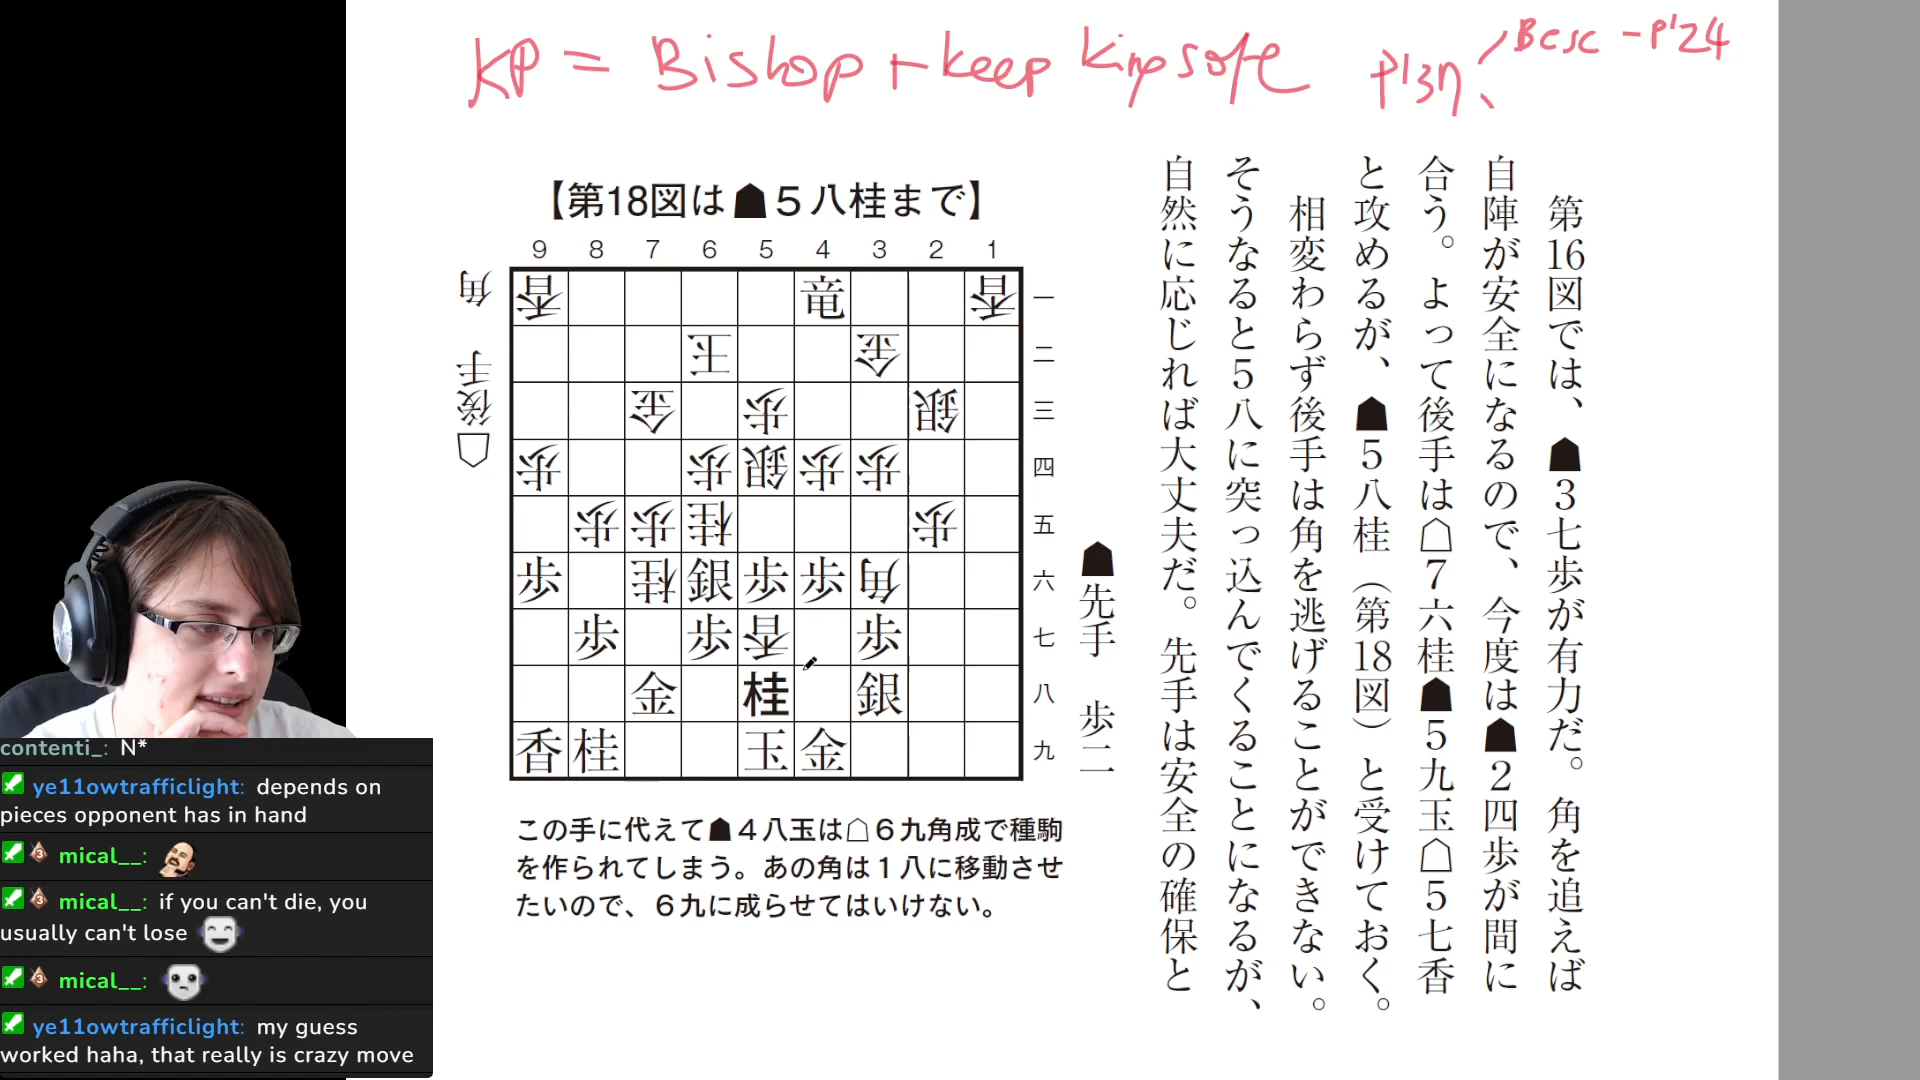 KP = Bishop + keep King safe
P'37
Besc - P'24
【第18図は☗5八桂まで】
9 8 7 6 5 4 3 2 1
香 竜 香 一
王 金 二
金 歩 銀 三
歩 歩 銀 歩 歩 四
歩 歩 桂 歩 五
歩 桂 銀 歩 歩 角 六
歩 歩 香 歩 七
金 桂 銀 八
香 桂 玉 金 九
☖後手 角
☗先手 歩二
この手に代えて☗4八玉は☖6九角成で種駒
を作られてしまう。あの角は1八に移動させ
たいので、6九に成らせてはいけない。
第16図では、☗3七歩が有力だ。角を追えば
自陣が安全になるので、今度は☗2四歩が間に
合う。よって後手は☖7六桂☗5九玉☖5七香
と攻めるが、☗5八桂(第18図)と受けておく。
相変わらず後手は角を逃げることができない。
そうなると5八に突っ込んでくることになるが、
自然に応じれば大丈夫だ。先手は安全の確保と
contenti_: N*
ye11owtrafficlight: depends on
pieces opponent has in hand
mical__:
mical__: if you can't die, you
usually can't lose
mical__:
ye11owtrafficlight: my guess
worked haha, that really is crazy move